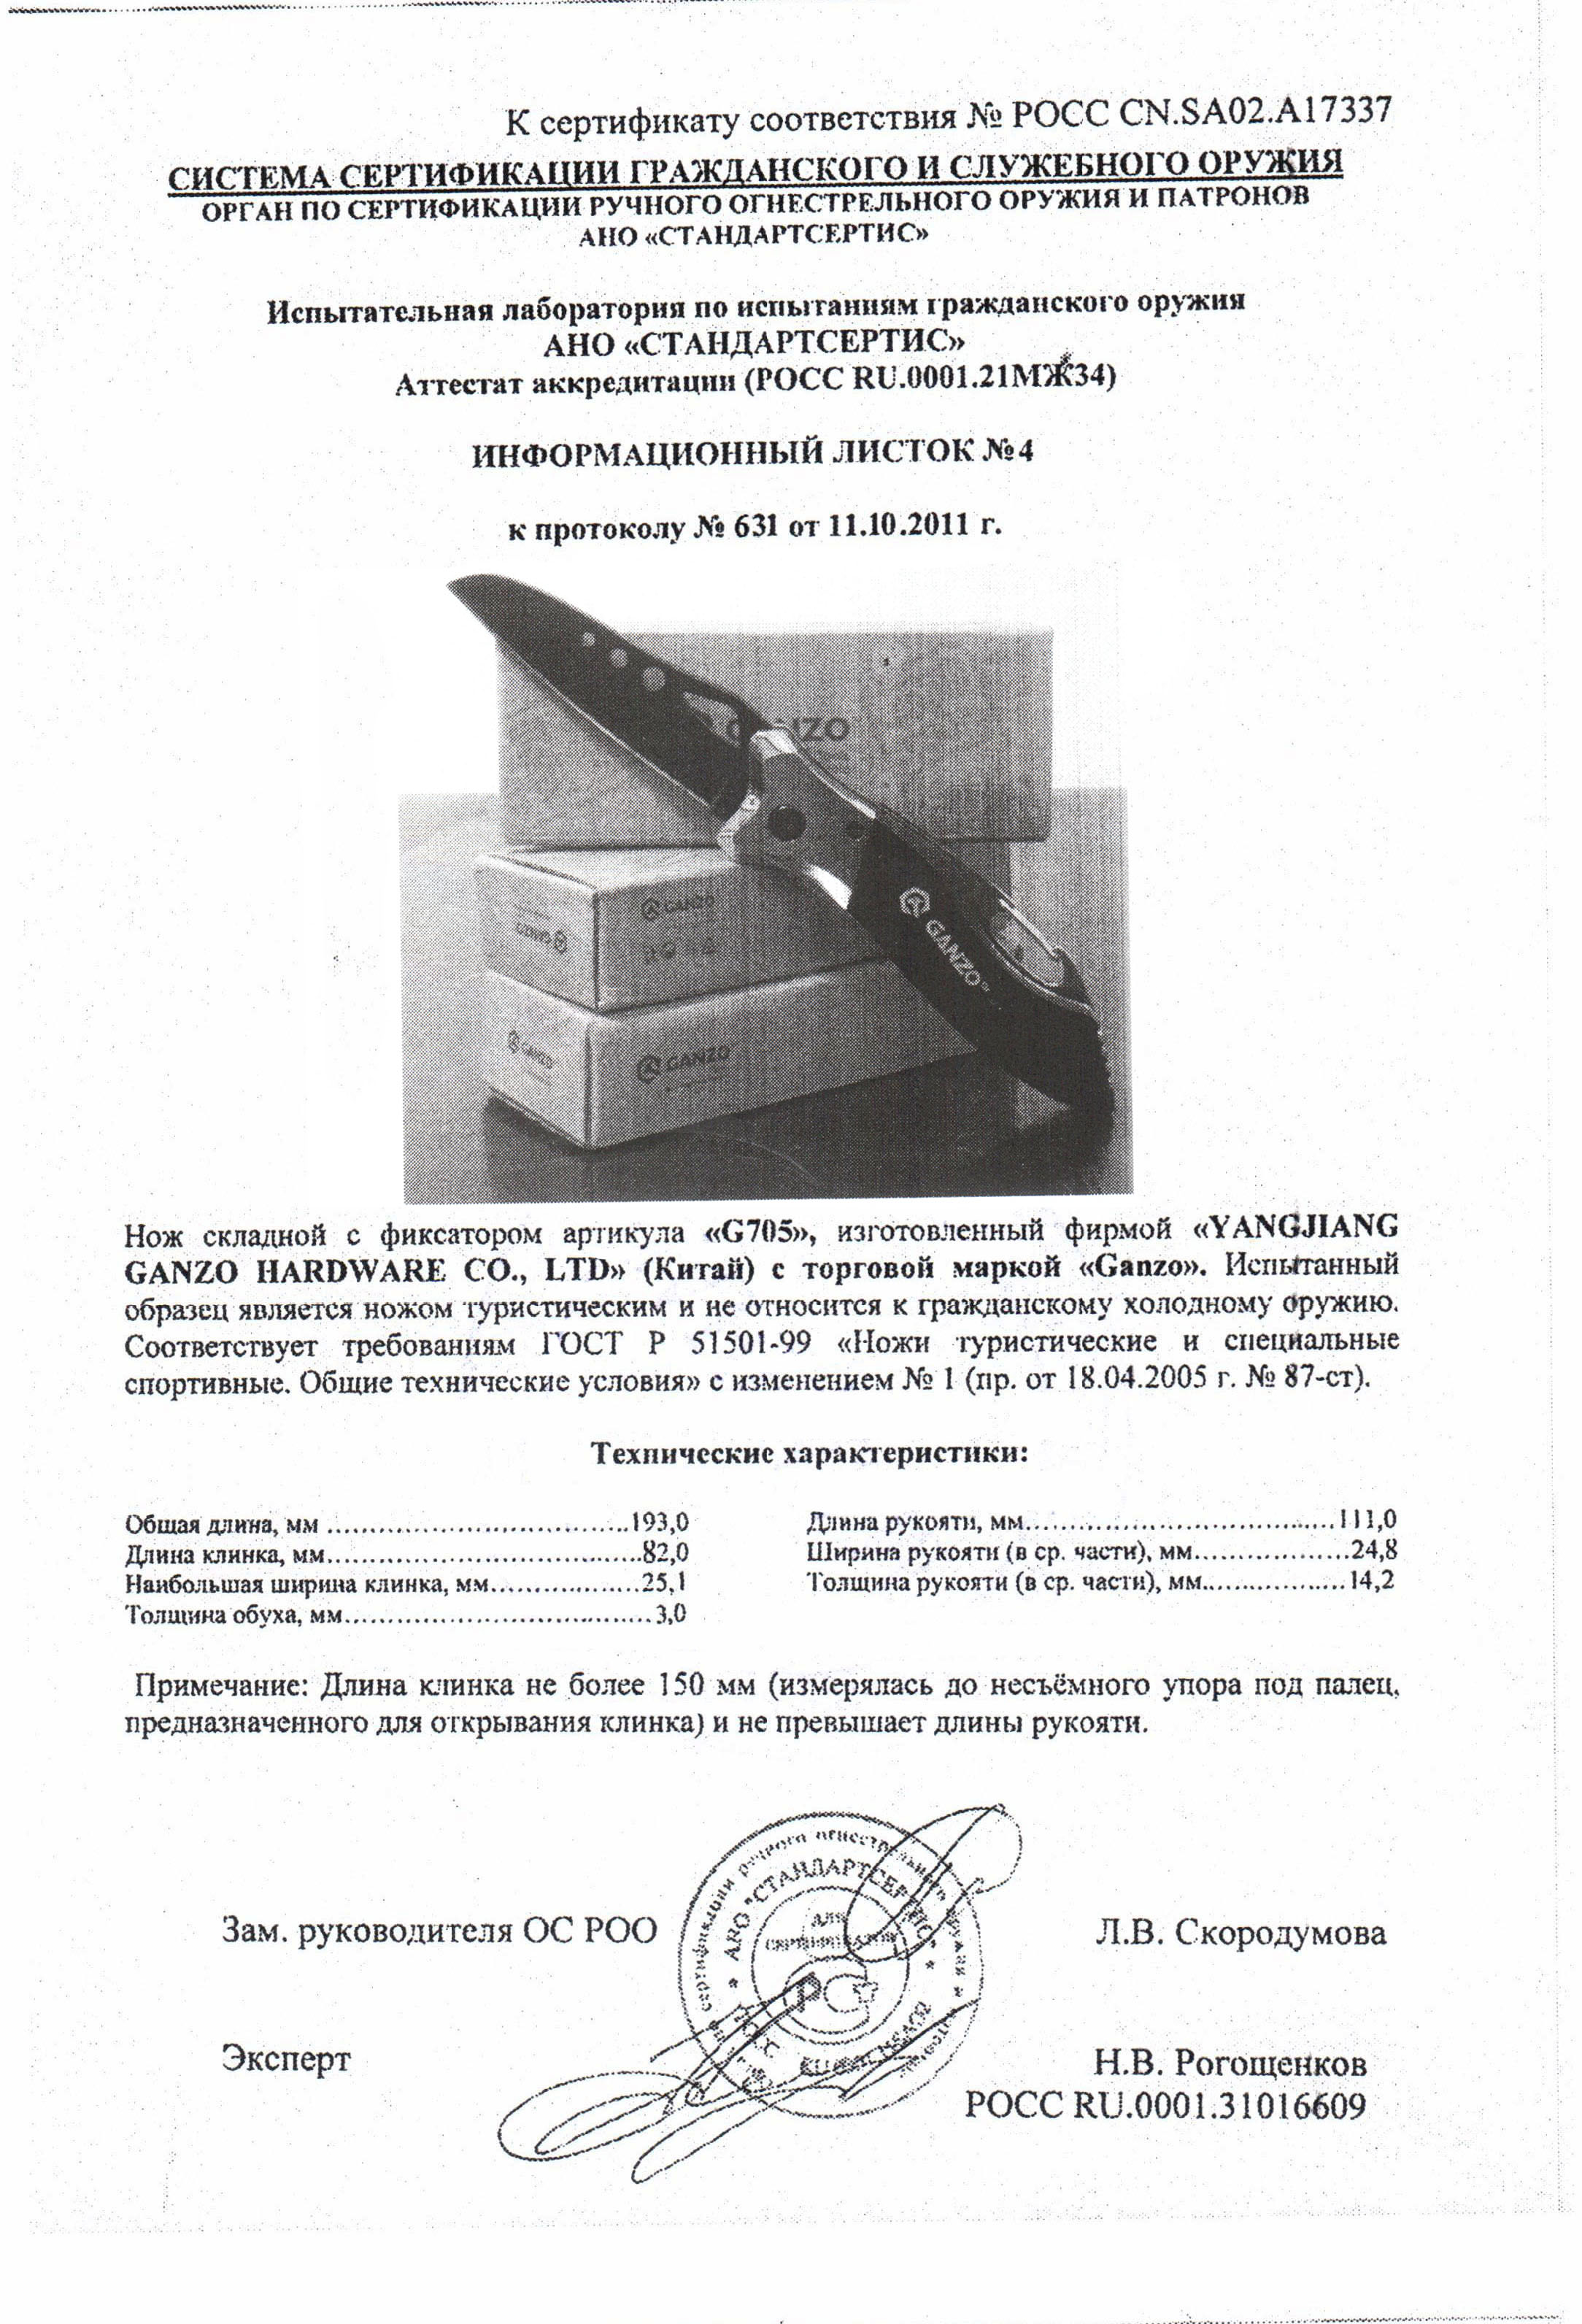 К сертификату соответствия № РОСС CN.SA02.A17337
СИСТЕМА СЕРТИФИКАЦИИ ГРАЖДАНСКОГО И СЛУЖЕБНОГО ОРУЖИЯ
ОРГАН ПО СЕРТИФИКАЦИИ РУЧНОГО ОГНЕСТРЕЛЬНОГО ОРУЖИЯ И ПАТРОНОВ
АНО «СТАНДАРТСЕРТИС»
Испытательная лаборатория по испытаниям гражданского оружия
АНО «СТАНДАРТСЕРТИС»
Аттестат аккредитации (РОСС RU.0001.21МЖ34)
ИНФОРМАЦИОННЫЙ ЛИСТОК №4
к протоколу № 631 от 11.10.2011 г.
GANZO
GANZO
GANZO
GANZO
GANZO
GANZO
Нож складной с фиксатором артикула «G705», изготовленный фирмой «YANGJIANG
GANZO HARDWARE CO., LTD» (Китай) с торговой маркой «Ganzo». Испытанный
образец является ножом туристическим и не относится к гражданскому холодному оружию.
Соответствует требованиям ГОСТ Р 51501-99 «Ножи туристические и специальные
спортивные. Общие технические условия» с изменением № 1 (пр. от 18.04.2005 г. № 87-ст).
Технические характеристики:
Общая длина, мм ....................................193,0
Длина клинка, мм.....................................82,0
Наибольшая ширина клинка, мм..................25,1
Толщина обуха, мм....................................3,0
Длина рукояти, мм....................................111,0
Ширина рукояти (в ср. части), мм..................24,8
Толщина рукояти (в ср. части), мм.................14,2
Примечание: Длина клинка не более 150 мм (измерялась до несъёмного упора под палец,
предназначенного для открывания клинка) и не превышает длины рукояти.
сертификации ручного огнестрельного оружия и
АНО "СТАНДАРТСЕРТИС"
ДЛЯ
Зам. руководителя ОС РОО
Л.В. Скородумова
Эксперт
Н.В. Рогощенков
РОСС RU.0001.31016609